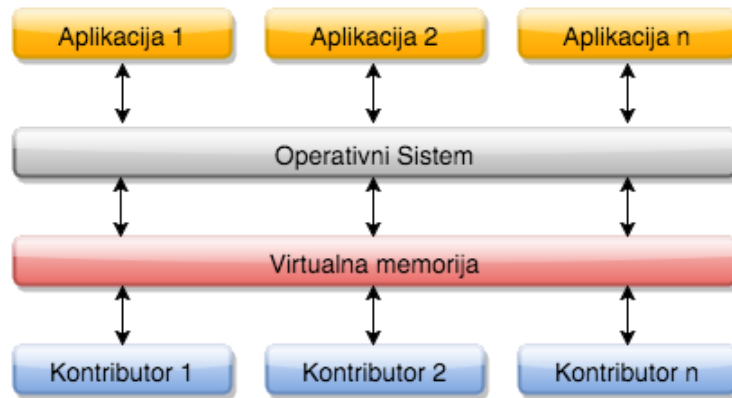 Aplikacija 1
Aplikacija 2
Aplikacija n
Operativni Sistem
Virtualna memorija
Kontributor 1
Kontributor 2
Kontributor n